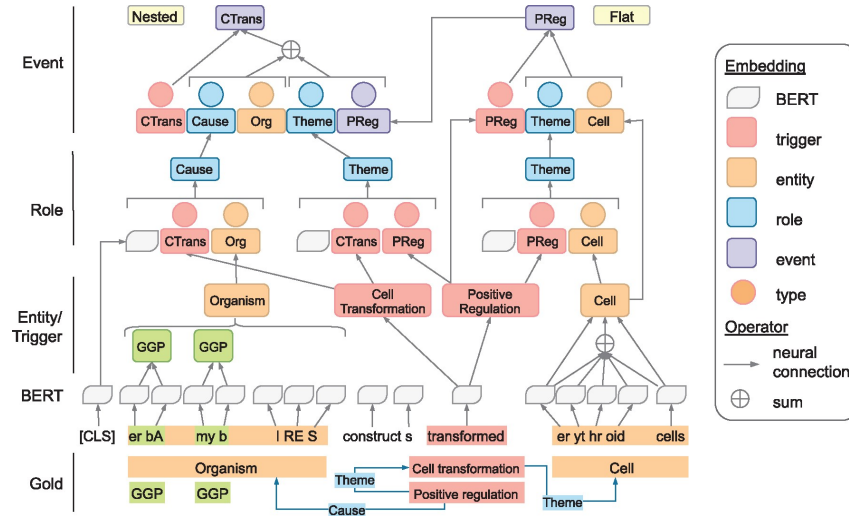 Nested
CTrans
PReg
Flat
Event
CTrans
Cause
Org
Theme
PReg
PReg
Theme
Cell
Cause
Theme
Theme
Role
CTrans
Org
CTrans
PReg
PReg
Cell
Entity/
Trigger
Organism
Cell
Transformation
Positive
Regulation
Cell
GGP
GGP
BERT
[CLS]
er bA
my b
l RE S
construct s
transformed
er yt hr oid
cells
Gold
Organism
Cell transformation
Cell
Theme
GGP
GGP
Positive regulation
Theme
Cause
Embedding
BERT
trigger
entity
role
event
type
Operator
neural
connection
sum